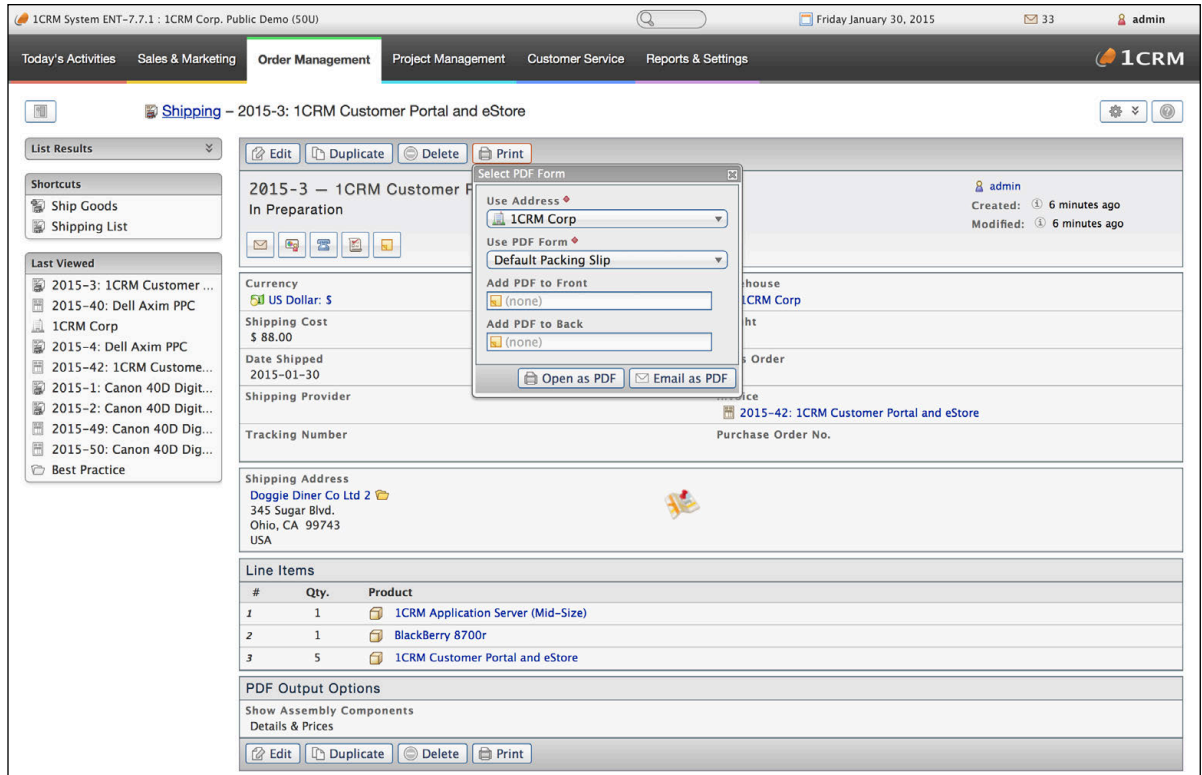 1CRM System ENT-7.7.1 : 1CRM Corp. Public Demo (50U)
Friday January 30, 2015
33
admin
Today's Activities
Sales & Marketing
Order Management
Project Management
Customer Service
Reports & Settings
1CRM
Shipping – 2015-3: 1CRM Customer Portal and eStore
List Results
Shortcuts
Ship Goods
Shipping List
Last Viewed
2015-3: 1CRM Customer ...
2015-40: Dell Axim PPC
1CRM Corp
2015-4: Dell Axim PPC
2015-42: 1CRM Custome...
2015-1: Canon 40D Digit...
2015-2: Canon 40D Digit...
2015-49: Canon 40D Dig...
2015-50: Canon 40D Dig...
Best Practice
Edit
Duplicate
Delete
Print
2015-3 — 1CRM Customer
In Preparation
admin
Created: 6 minutes ago
Modified: 6 minutes ago
Select PDF Form
Use Address
1CRM Corp
Use PDF Form
Default Packing Slip
Add PDF to Front
(none)
Add PDF to Back
(none)
Open as PDF
Email as PDF
Currency
US Dollar: $
1CRM Corp
Shipping Cost
$ 88.00
Date Shipped
2015-01-30
Order
Shipping Provider
2015-42: 1CRM Customer Portal and eStore
Tracking Number
Purchase Order No.
Shipping Address
Doggie Diner Co Ltd 2
345 Sugar Blvd.
Ohio, CA 99743
USA
Line Items
# Qty. Product
1 1 1CRM Application Server (Mid-Size)
2 1 BlackBerry 8700r
3 5 1CRM Customer Portal and eStore
PDF Output Options
Show Assembly Components
Details & Prices
Edit
Duplicate
Delete
Print